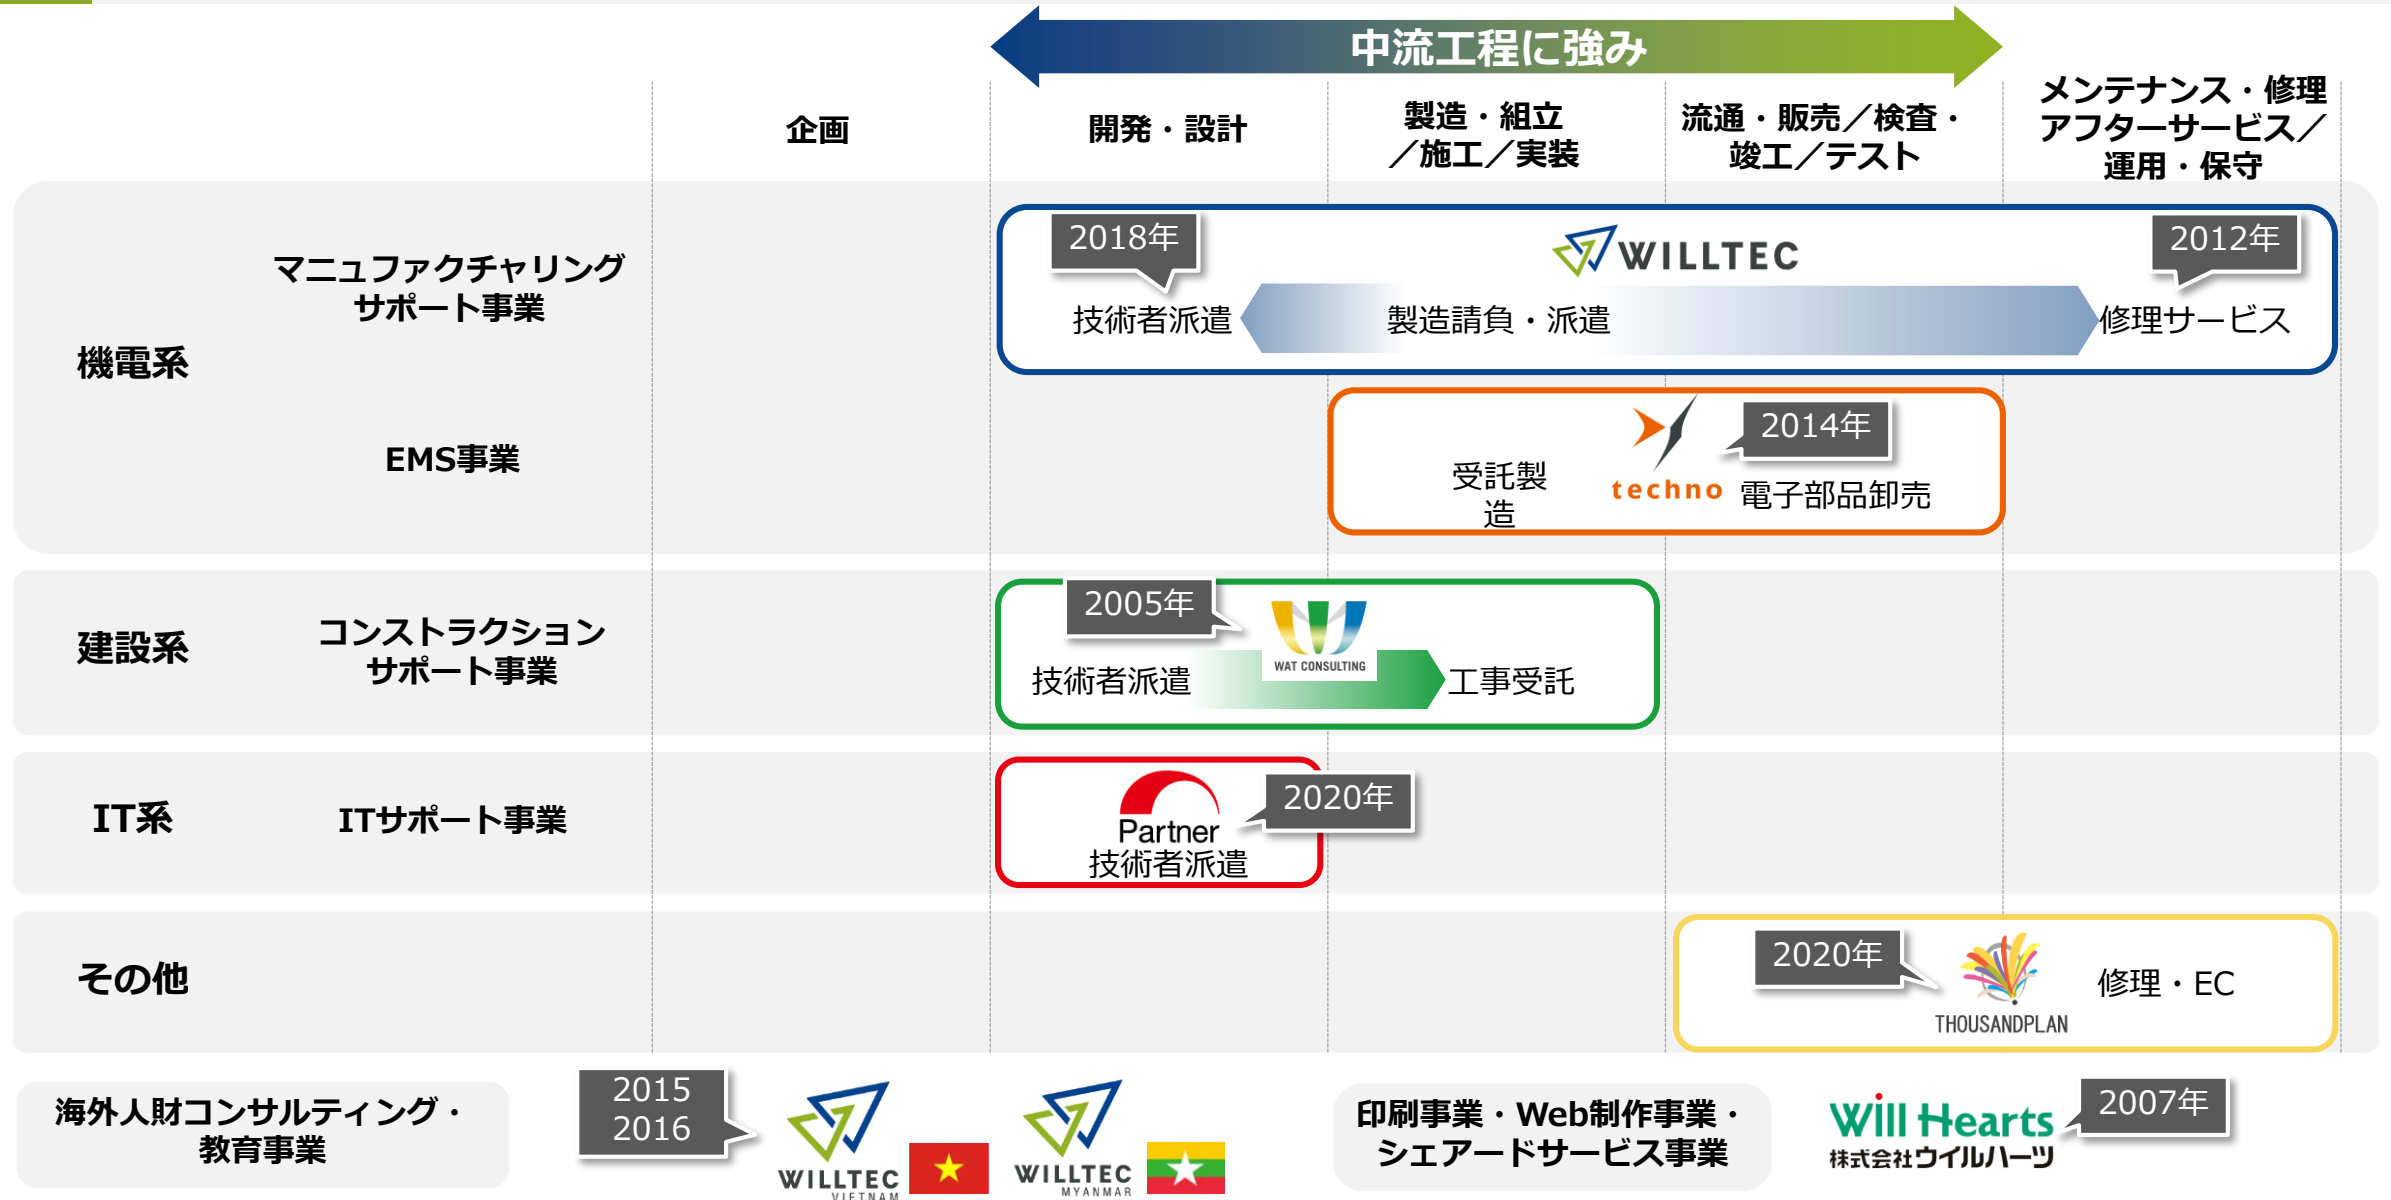 中流工程に強み
企画
開発・設計
製造・組立
／施工／実装
流通・販売／検査・
竣工／テスト
メンテナンス・修理
アフターサービス／
運用・保守
機電系
マニュファクチャリング
サポート事業
2018年
WILLTEC
2012年
技術者派遣
製造請負・派遣
修理サービス
EMS事業
受託製
造
techno
2014年
電子部品卸売
建設系
コンストラクション
サポート事業
2005年
WAT CONSULTING
技術者派遣
工事受託
IT系
ITサポート事業
Partner
2020年
技術者派遣
その他
2020年
THOUSANDPLAN
修理・EC
海外人財コンサルティング・
教育事業
2015
2016
WILLTEC
VIETNAM
WILLTEC
MYANMAR
印刷事業・Web制作事業・
シェアードサービス事業
Will Hearts
株式会社ウイルハーツ
2007年